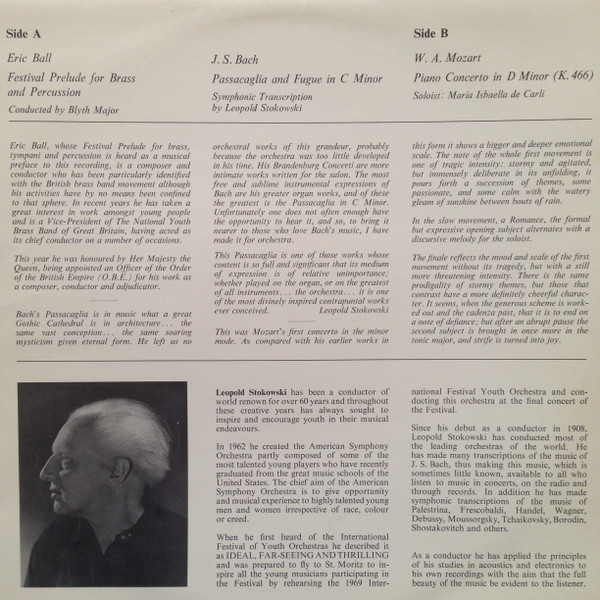 Side A
Eric Ball
Festival Prelude for Brass
and Percussion
Conducted by Blyth Major
J. S. Bach
Passacaglia and Fugue in C Minor
Symphonic Transcription
by Leopold Stokowski
Side B
W. A. Mozart
Piano Concerto in D Minor (K. 466)
Soloist: Maria Isbaella de Carli
Eric Ball, whose Festival Prelude for brass,
tympani and percussion is heard as a musical
preface to this recording, is a composer and
conductor who has been particularly identified
with the British brass band movement although
his activities have by no means been confined
to that sphere. In recent years he has taken a
great interest in work amongst young people
and is a Vice-President of The National Youth
Brass Band of Great Britain, having acted as
its chief conductor on a number of occasions.
This year he was honoured by Her Majesty the
Queen, being appointed an Officer of the Order
of the British Empire (O.B.E.) for his work as
a composer, conductor and adjudicator.
Bach's Passacaglia is in music what a great
Gothic Cathedral is in architecture... the
same vast conception... the same soaring
mysticism given eternal form. He left us no
orchestral works of this grandeur, probably
because the orchestra was too little developed
in his time. His Brandenburg Concerti are more
intimate works written for the salon. The most
free and sublime instrumental expressions of
Bach are his greater organ works, and of these
the greatest is the Passacaglia in C Minor.
Unfortunately one does not often enough have
the opportunity to hear it, and so, to bring it
nearer to those who love Bach's music, I have
made it for orchestra.
This Passacaglia is one of those works whose
content is so full and significant that its medium
of expression is of relative unimportance;
whether played on the organ, or on the greatest
of all instruments... the orchestra... it is one
of the most divinely inspired contrapuntal works
ever conceived. Leopold Stokowski
This was Mozart's first concerto in the minor
mode. As compared with his earlier works in
this form it shows a bigger and deeper emotional
scale. The note of the whole first movement is
one of tragic intensity: stormy and agitated,
but immensely deliberate in its unfolding, it
pours forth a succession of themes, some
passionate, and some calm with the watery
gleam of sunshine between bouts of rain.
In the slow movement, a Romance, the formal
but expressive opening subject alternates with a
discursive melody for the soloist.
The finale reflects the mood and scale of the first
movement without its tragedy, but with a still
more threatening intensity. There is the same
prodigality of stormy themes, but those that
contrast have a more definitely cheerful charac-
ter. It seems, when the generous scheme is work-
ed out and the cadenza past, that it is to end on
a note of defiance; but after an abrupt pause the
second subject is brought in once more in the
tonic major, and strife is turned into joy.
Leopold Stokowski has been a conductor of
world renown for over 60 years and throughout
these creative years has always sought to
inspire and encourage youth in their musical
endeavours.
In 1962 he created the American Symphony
Orchestra partly composed of some of the
most talented young players who have recently
graduated from the great music schools of the
United States. The chief aim of the American
Symphony Orchestra is to give opportunity
and musical experience to highly talented young
men and women irrespective of race, colour
or creed.
When he first heard of the International
Festival of Youth Orchestras he described it
as IDEAL, FAR-SEEING AND THRILLING
and was prepared to fly to St. Moritz to in-
spire all the young musicians participating in
the Festival by rehearsing the 1969 Inter-
national Festival Youth Orchestra and con-
ducting this orchestra at the final concert of
the Festival.
Since his debut as a conductor in 1908,
Leopold Stokowski has conducted most of
the leading orchestras of the world. He
has made many transcriptions of the music of
J. S. Bach, thus making this music, which is
sometimes little known, available to all who
listen to music in concerts, on the radio and
through records. In addition he has made
symphonic transcriptions of the music of
Palestrina, Frescobaldi, Handel, Wagner,
Debussy, Moussorgsky, Tchaikovsky, Borodin,
Shostakovitch and others.
As a conductor he has applied the principles
of his studies in acoustics and electronics to
his own recordings with the aim that the full
beauty of the music be evident to the listener.